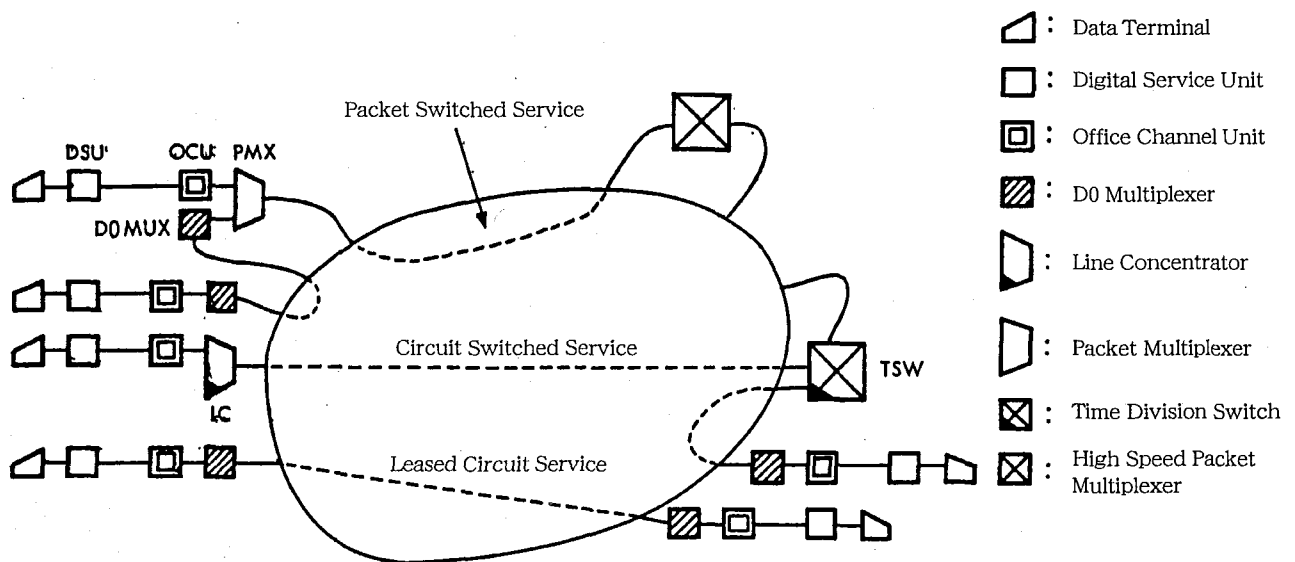 : Data Terminal
: Digital Service Unit
: Office Channel Unit
: D0 Multiplexer
: Line Concentrator
: Packet Multiplexer
: Time Division Switch
: High Speed Packet
Multiplexer
Packet Switched Service
DSU' OCU PMX
D0 MUX
Circuit Switched Service
TSW
LC
Leased Circuit Service